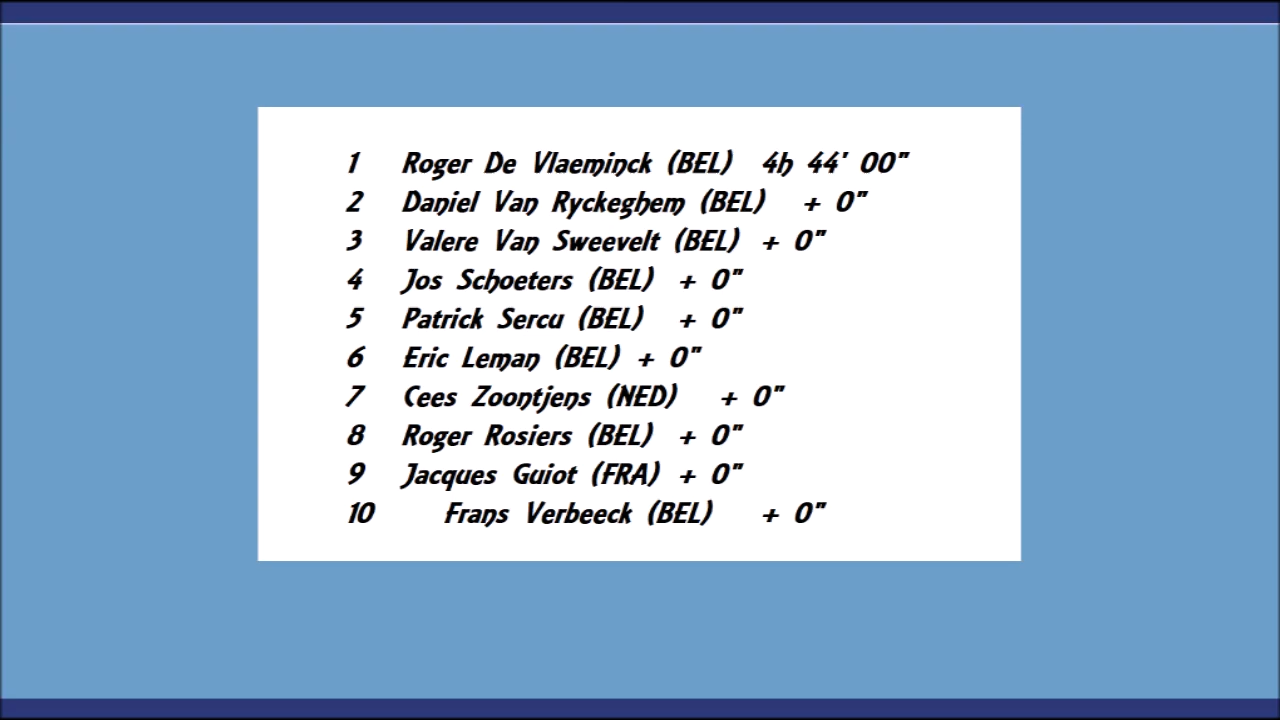 1 Roger De Vlaeminck (BEL) 4h 44' 00"
2 Daniel Van Ryckeghem (BEL) + 0"
3 Valere Van Sweevelt (BEL) + 0"
4 Jos Schoeters (BEL) + 0"
5 Patrick Sercu (BEL) + 0"
6 Eric Leman (BEL) + 0"
7 Cees Zoontjens (NED) + 0"
8 Roger Rosiers (BEL) + 0"
9 Jacques Guiot (FRA) + 0"
10 Frans Verbeeck (BEL) + 0"